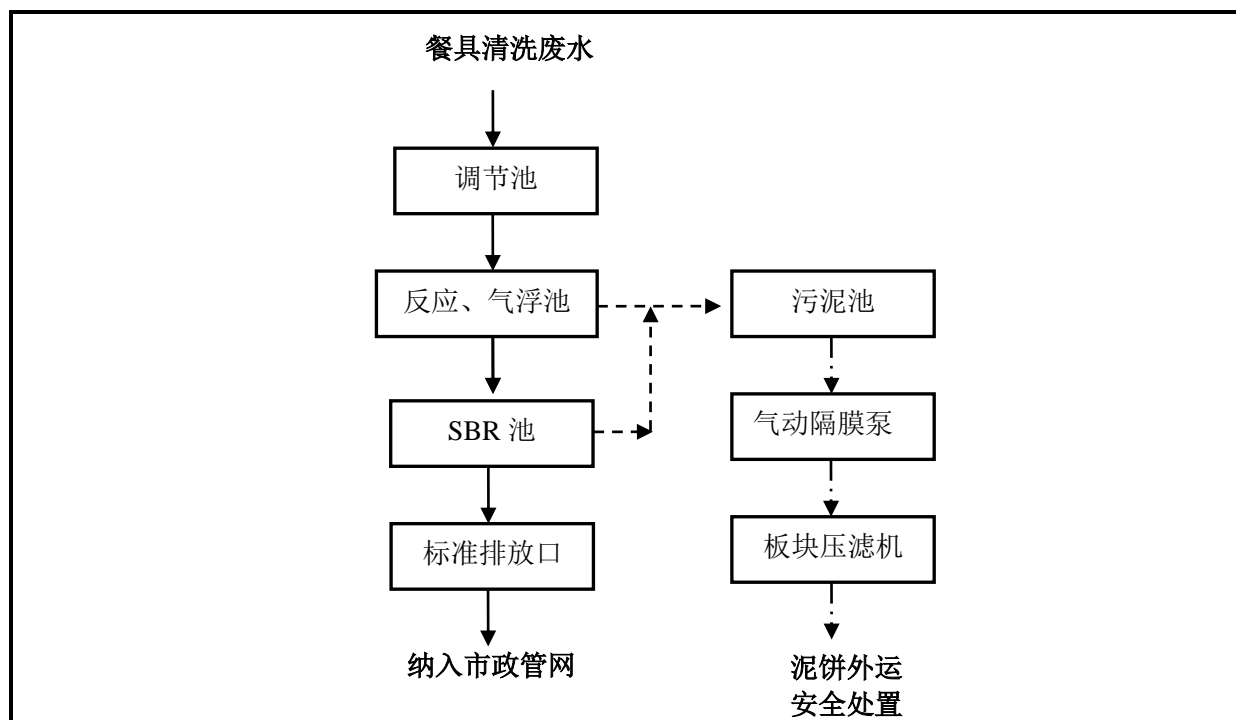 餐具清洗废水
调节池
反应、气浮池
污泥池
SBR 池
气动隔膜泵
标准排放口
板块压滤机
纳入市政管网
泥饼外运
安全处置